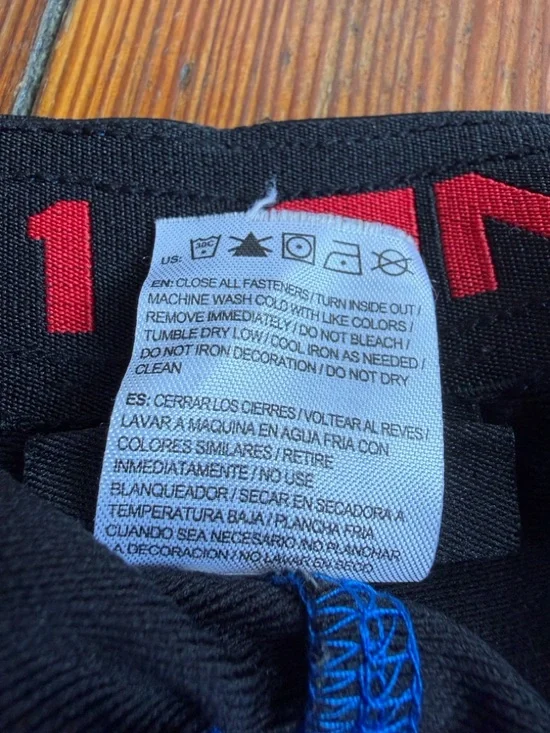 US: 30C
EN: CLOSE ALL FASTENERS / TURN INSIDE OUT /
MACHINE WASH COLD WITH LIKE COLORS /
REMOVE IMMEDIATELY / DO NOT BLEACH /
TUMBLE DRY LOW / COOL IRON AS NEEDED /
DO NOT IRON DECORATION / DO NOT DRY
CLEAN
ES: CERRAR LOS CIERRES / VOLTEAR AL REVES /
LAVAR A MAQUINA EN AGUA FRIA CON
COLORES SIMILARES / RETIRE
INMEDIATAMENTE / NO USE
BLANQUEADOR / SECAR EN SECADORA A
TEMPERATURA BAJA / PLANCHA FRIA
CUANDO SEA NECESARIO /NO PLANCHAR
A DECORACION / NO LAVAR EN SECO